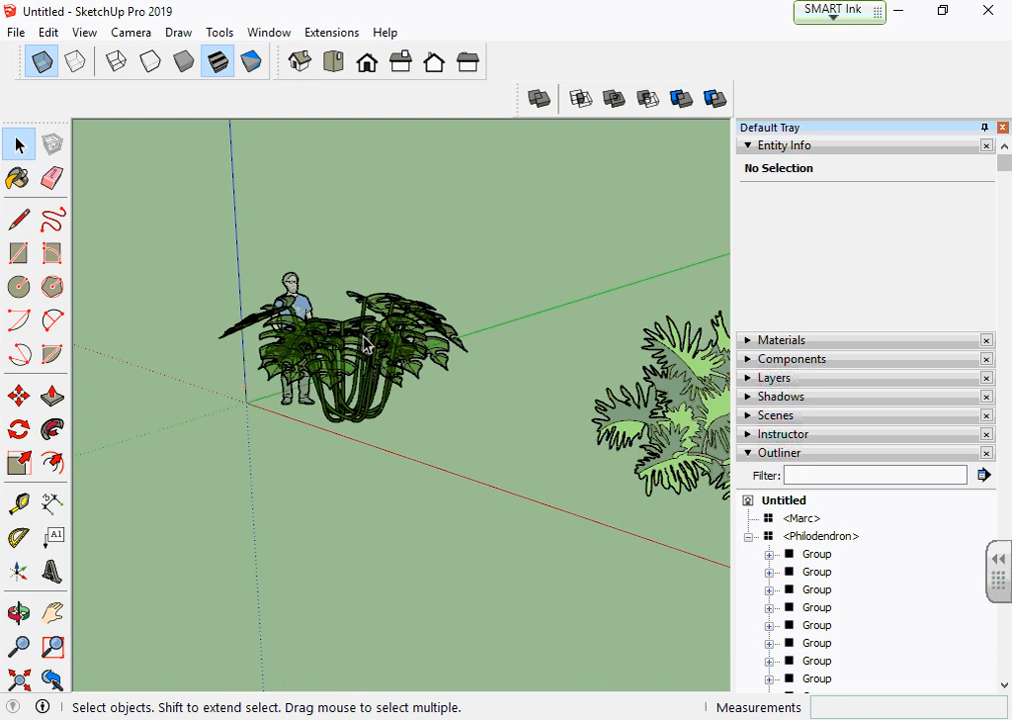 Untitled - SketchUp Pro 2019
SMART Ink
File Edit View Camera Draw Tools Window Extensions Help
Default Tray
Entity Info
No Selection
A1
Materials
Components
Layers
Shadows
Scenes
Instructor
Outliner
Filter:
Untitled
<Marc>
<Philodendron>
Group
Group
Group
Group
Group
Group
Group
Group
Select objects. Shift to extend select. Drag mouse to select multiple.
Measurements